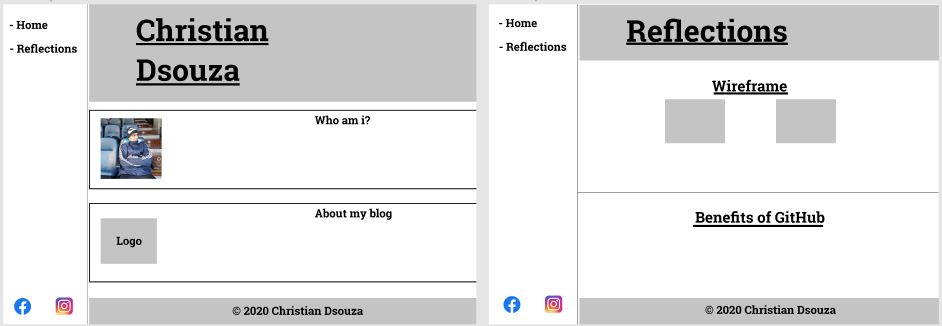 - Home
- Reflections
Christian
Dsouza
Who am i?
About my blog
Logo
© 2020 Christian Dsouza
- Home
- Reflections
Reflections
Wireframe
Benefits of GitHub
© 2020 Christian Dsouza